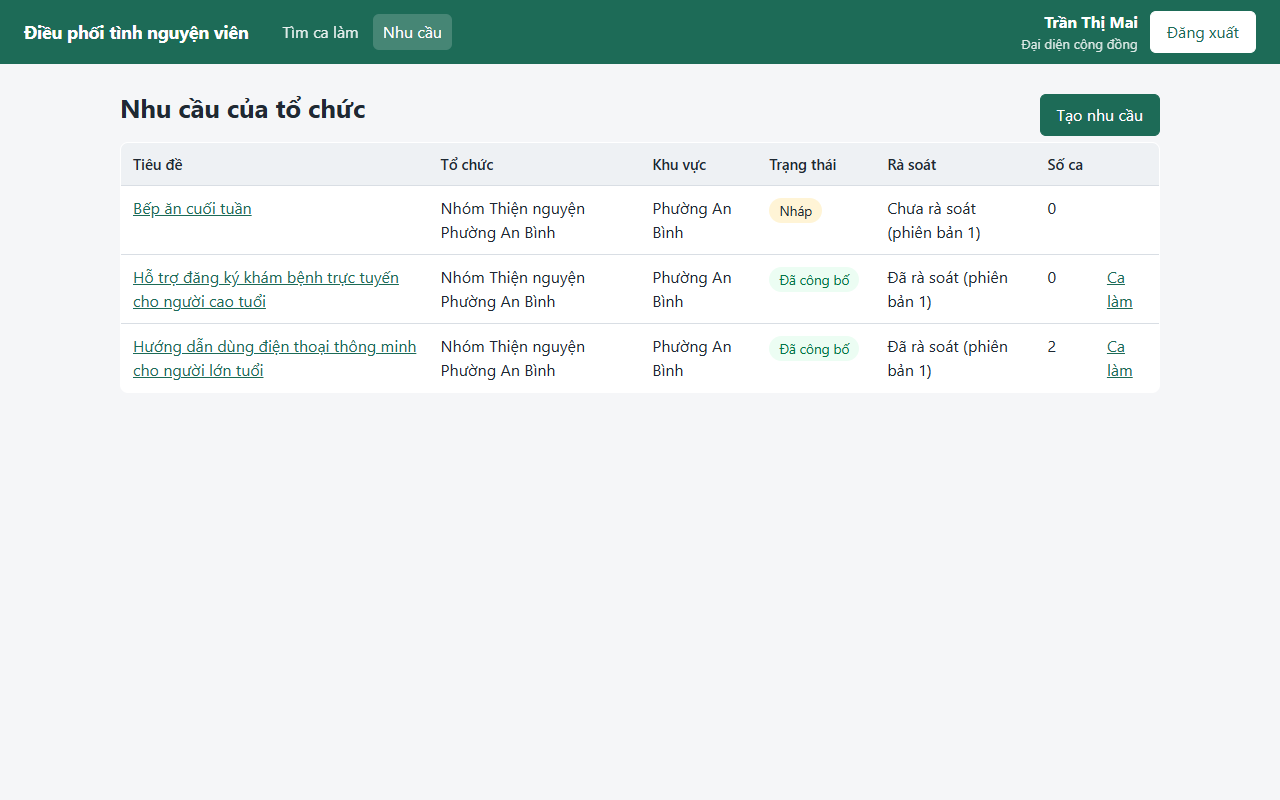 Điều phối tình nguyện viên
Tìm ca làm
Nhu cầu
Trần Thị Mai
Đại diện cộng đồng
Đăng xuất
Nhu cầu của tổ chức
Tạo nhu cầu
Tiêu đề Tổ chức Khu vực Trạng thái Rà soát Số ca
Bếp ăn cuối tuần Nhóm Thiện nguyện Phường An Nháp Chưa rà soát 0
Phường An Bình Bình (phiên bản 1)
Hỗ trợ đăng ký khám bệnh trực tuyến Nhóm Thiện nguyện Phường An Đã công bố Đã rà soát (phiên 0 Ca
cho người cao tuổi Phường An Bình Bình bản 1) làm
Hướng dẫn dùng điện thoại thông minh Nhóm Thiện nguyện Phường An Đã công bố Đã rà soát (phiên 2 Ca
cho người lớn tuổi Phường An Bình Bình bản 1) làm